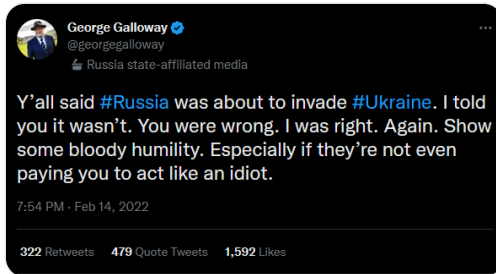 George Galloway
@georgegalloway
Russia state-affiliated media
Y'all said #Russia was about to invade #Ukraine. I told
you it wasn't. You were wrong. I was right. Again. Show
some bloody humility. Especially if they're not even
paying you to act like an idiot.
7:54 PM · Feb 14, 2022
322 Retweets 479 Quote Tweets 1,592 Likes